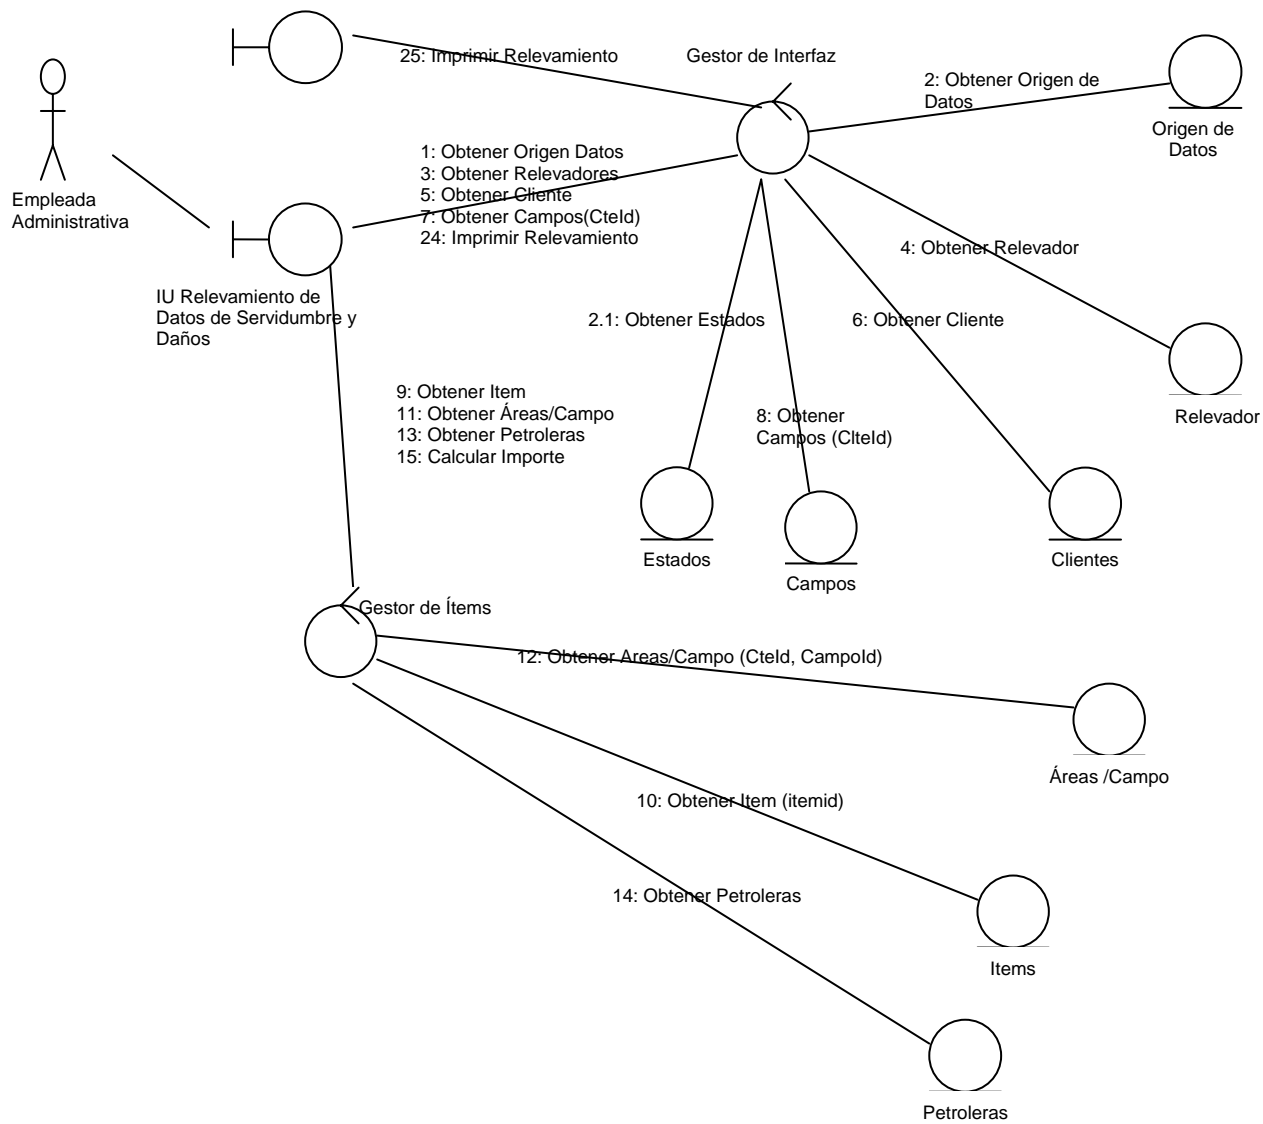 25: Imprimir Relevamiento
Gestor de Interfaz
2: Obtener Origen de
Datos
Origen de
Datos
Empleada
Administrativa
1: Obtener Origen Datos
3: Obtener Relevadores
5: Obtener Cliente
7: Obtener Campos(CteId)
24: Imprimir Relevamiento
4: Obtener Relevador
IU Relevamiento de
Datos de Servidumbre y
Daños
2.1: Obtener Estados
6: Obtener Cliente
Relevador
9: Obtener Item
11: Obtener Áreas/Campo
13: Obtener Petroleras
15: Calcular Importe
8: Obtener
Campos (ClteId)
Estados
Campos
Clientes
Gestor de Ítems
12: Obtener Areas/Campo (CteId, CampoId)
Áreas /Campo
10: Obtener Item (itemid)
14: Obtener Petroleras
Items
Petroleras